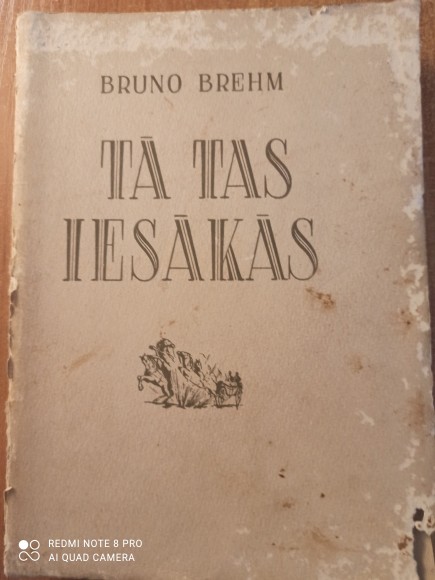 BRUNO BREHM
TĀ TAS
IESĀKĀS
REDMI NOTE 8 PRO
AI QUAD CAMERA